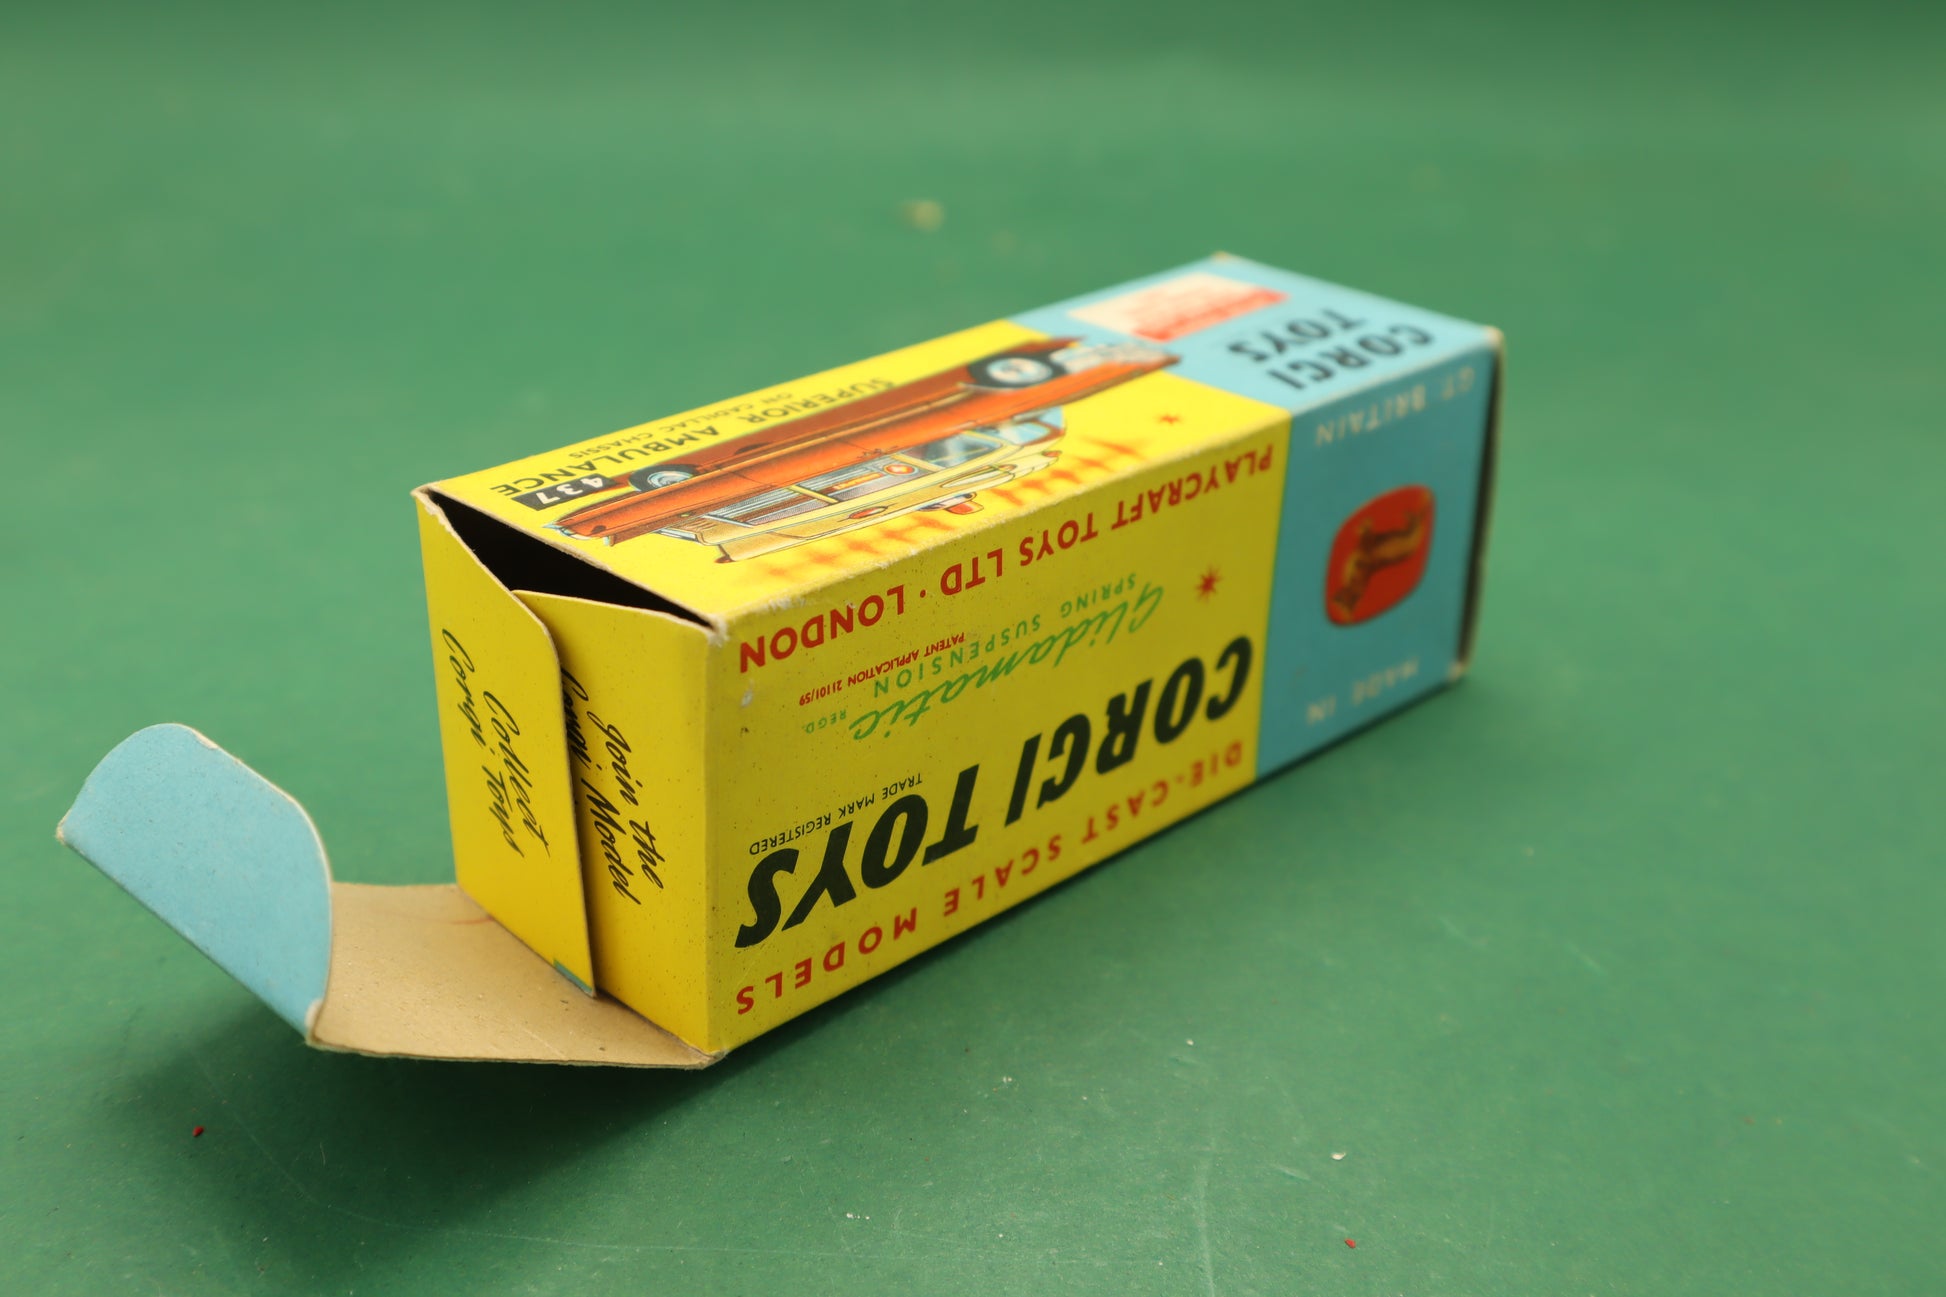 CORGI
TOYS
437
SUPERIOR AMBULANCE
ON CADILLAC CHASSIS
DIE-CAST SCALE MODELS
CORGI TOYS
TRADE MARK REGISTERED
Glidamatic REGD.
SPRING SUSPENSION
PATENT APPLICATION 21101/59
PLAYCRAFT TOYS LTD · LONDON
MADE IN
GT. BRITAIN
Collect
Corgi Toys
Join the
Corgi Model